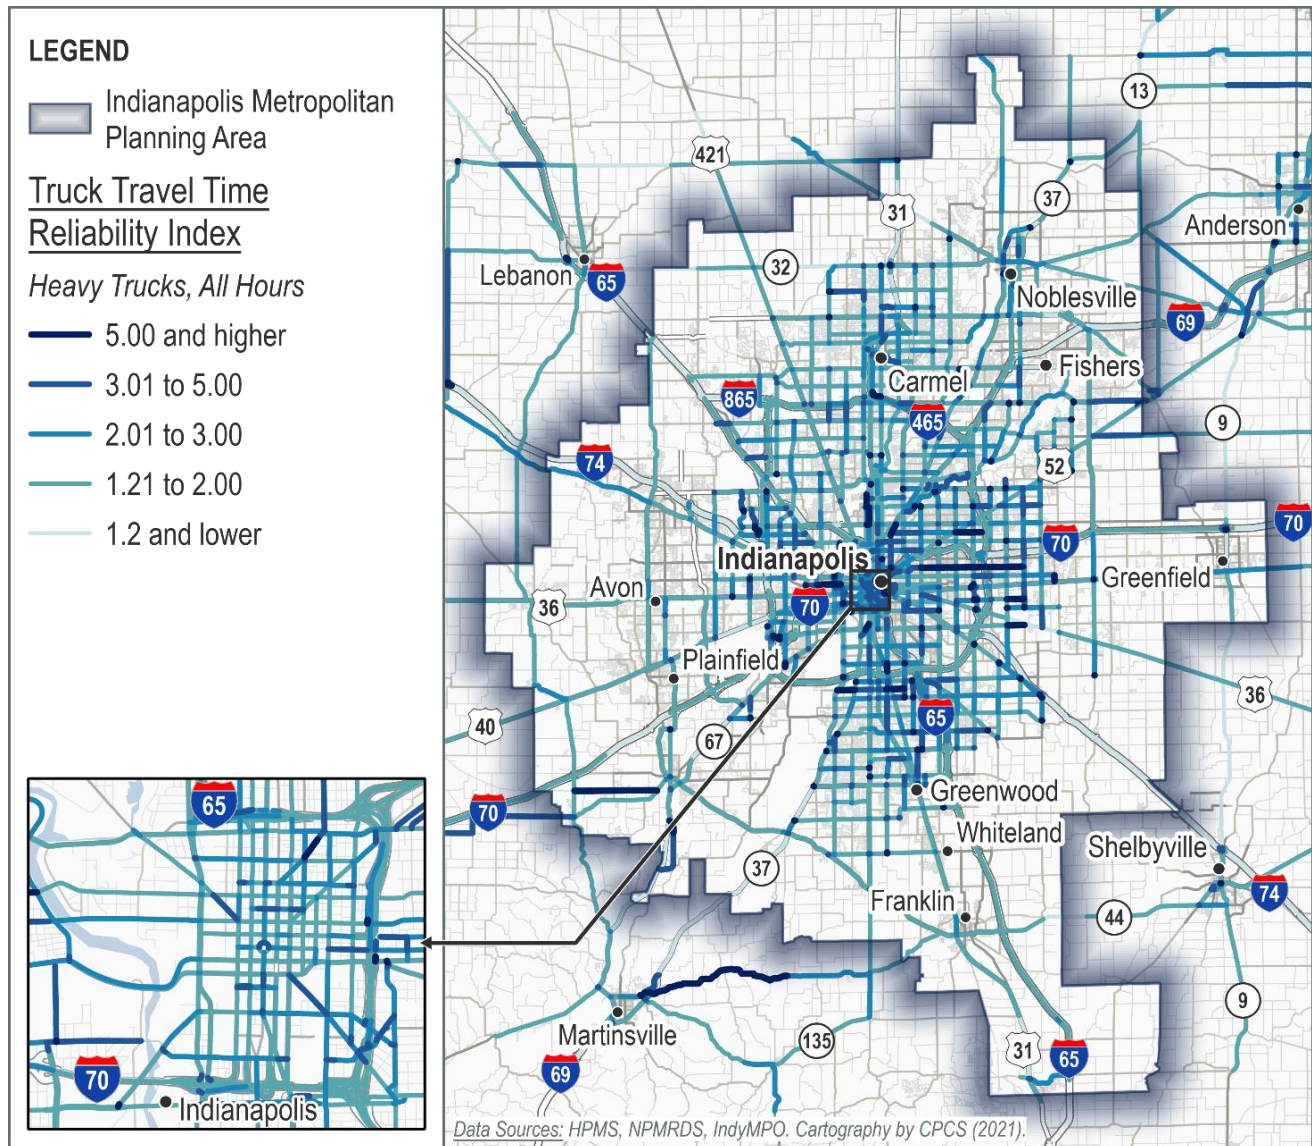 LEGEND
Indianapolis Metropolitan
Planning Area
Truck Travel Time
Reliability Index
Heavy Trucks, All Hours
5.00 and higher
3.01 to 5.00
2.01 to 3.00
1.21 to 2.00
1.2 and lower
13
421
37
31
Anderson
32
Lebanon
65
Noblesville
69
Fishers
Carmel
865
465
9
74
52
70
70
Indianapolis
Greenfield
Avon
36
70
Plainfield
36
40
65
67
70
Greenwood
Whiteland
Shelbyville
37
74
Franklin
44
9
Martinsville
135
31
65
69
65
70
Indianapolis
Data Sources: HPMS, NPMRDS, IndyMPO. Cartography by CPCS (2021).